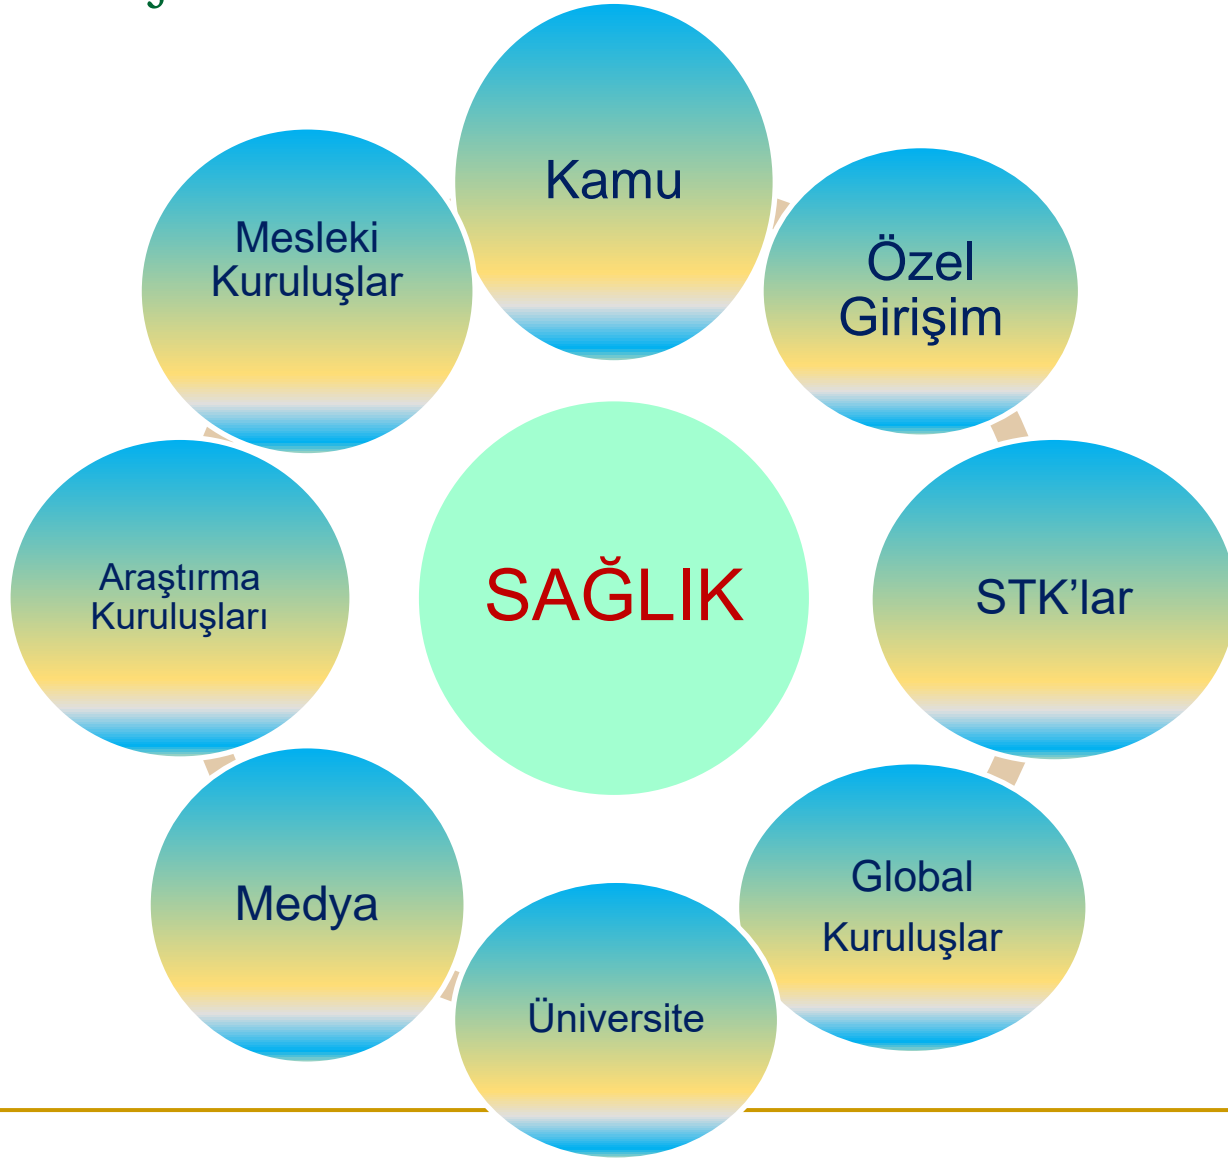 Kamu
Özel
Girişim
STK’lar
Global
Kuruluşlar
Üniversite
Medya
Araştırma
Kuruluşları
Mesleki
Kuruluşlar
SAĞLIK